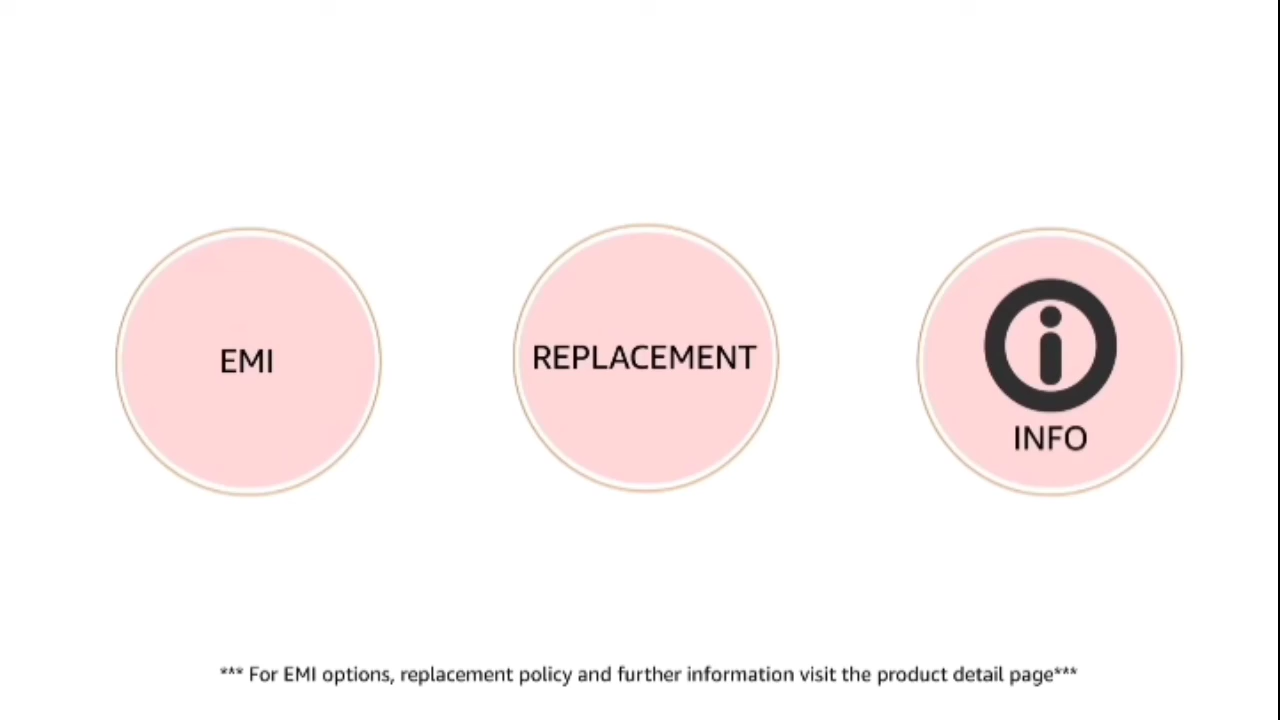 EMI
REPLACEMENT
INFO
*** For EMI options, replacement policy and further information visit the product detail page***